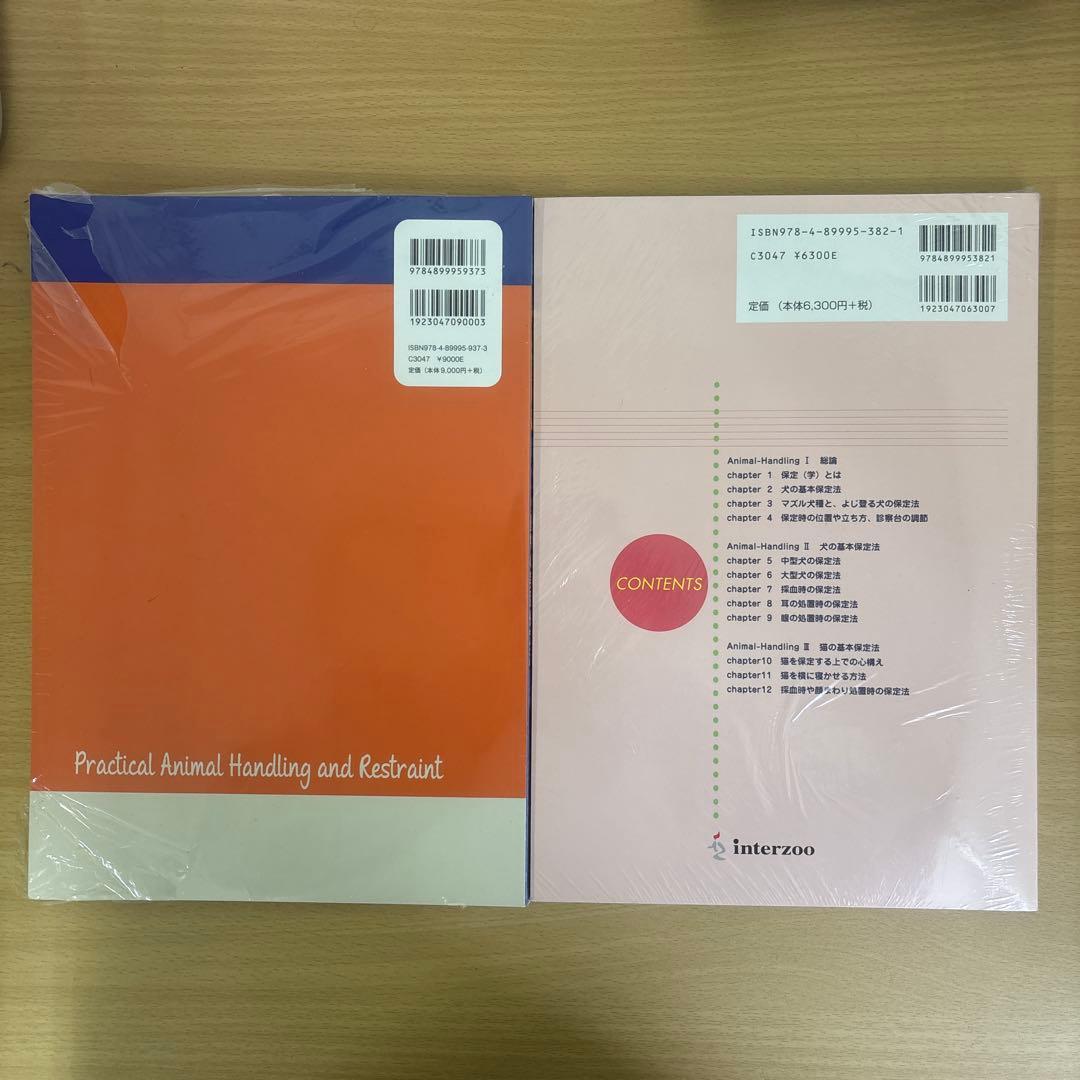 9784899959373
1923047090003
ISBN978-4-89995-937-3
C3047 ¥9000E
定価（本体9,000円＋税）
Practical Animal Handling and Restraint
ISBN978-4-89995-382-1
C3047 ¥6300E
定価 （本体6,300円＋税）
9784899953821
1923047063007
CONTENTS
Animal-Handling Ⅰ 総論
chapter 1 保定（学）とは
chapter 2 犬の基本保定法
chapter 3 マズル犬種と、よじ登る犬の保定法
chapter 4 保定時の位置や立ち方、診察台の調節
Animal-Handling Ⅱ 犬の基本保定法
chapter 5 中型犬の保定法
chapter 6 大型犬の保定法
chapter 7 採血時の保定法
chapter 8 耳の処置時の保定法
chapter 9 眼の処置時の保定法
Animal-Handling Ⅲ 猫の基本保定法
chapter10 猫を保定する上での心構え
chapter11 猫を横に寝かせる方法
chapter12 採血時や顔まわり処置時の保定法
interzoo